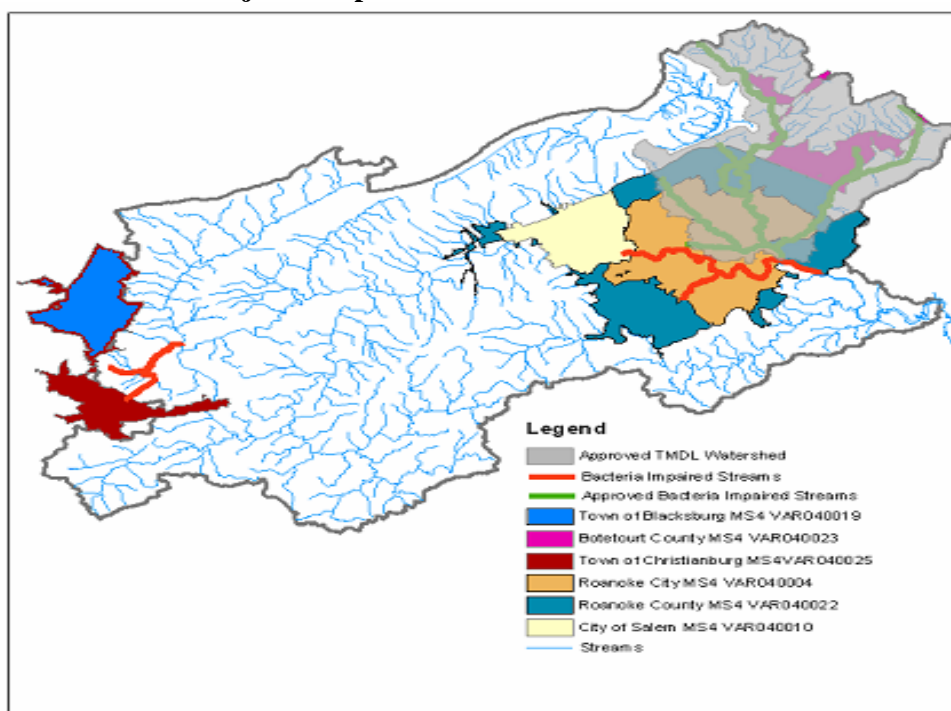 Legend
Approved TMDL Watershed
Bacteria Impaired Streams
Approved Bacteria Impaired Streams
Town of Blacksburg MS4 VAR040019
Botetourt County MS4 VAR040023
Town of Christianburg MS4VAR040025
Roanoke City MS4 VAR040004
Roanoke County MS4 VAR040022
City of Salem MS4 VAR040010
Streams